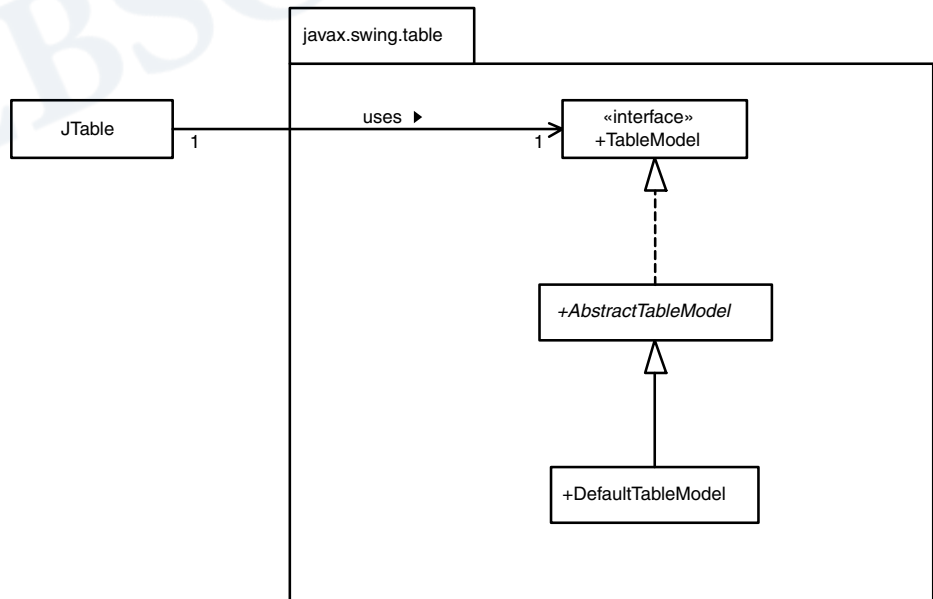 javax.swing.table
JTable
uses
1
1
«interface»
+TableModel
+AbstractTableModel
+DefaultTableModel